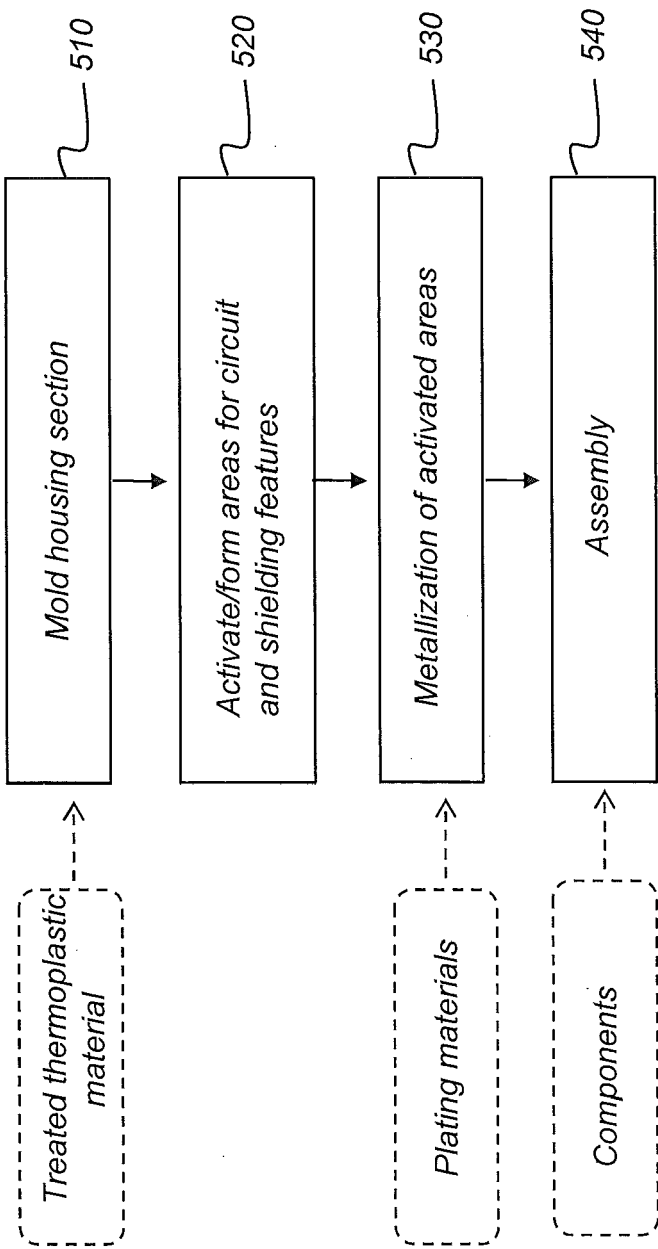 Treated thermoplastic
material
Mold housing section
510
Activate/form areas for circuit
and shielding features
520
Plating materials
Metallization of activated areas
530
Components
Assembly
540